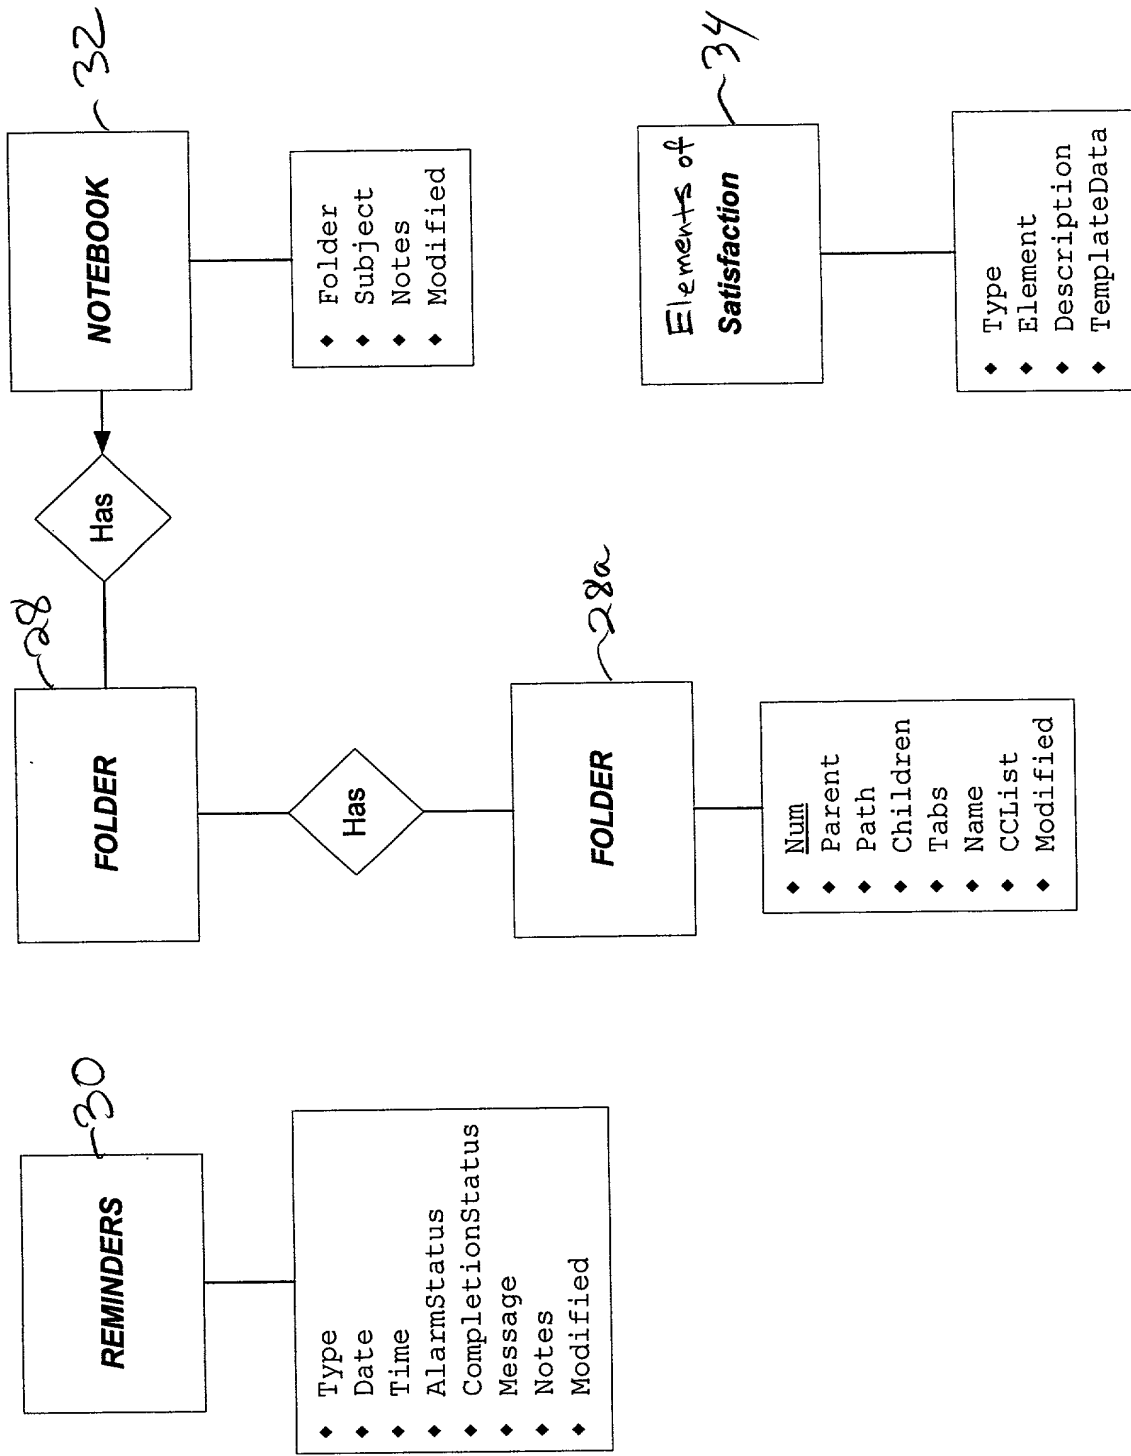 REMINDERS
30
◆ Type
◆ Date
◆ Time
◆ AlarmStatus
◆ CompletionStatus
◆ Message
◆ Notes
◆ Modified
FOLDER
28
Has
FOLDER
28a
◆ Num
◆ Parent
◆ Path
◆ Children
◆ Tabs
◆ Name
◆ CCList
◆ Modified
Has
NOTEBOOK
32
◆ Folder
◆ Subject
◆ Notes
◆ Modified
Elements of
Satisfaction
34
◆ Type
◆ Element
◆ Description
◆ TemplateData